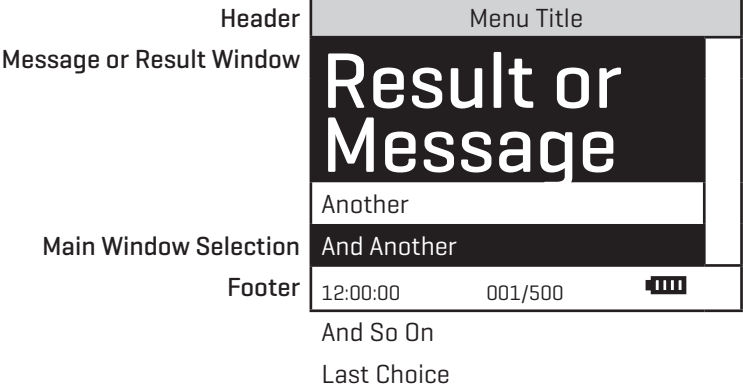 Header
Menu Title
Message or Result Window
Result or
Message
Another
Main Window Selection
And Another
Footer
12:00:00 001/500
And So On
Last Choice